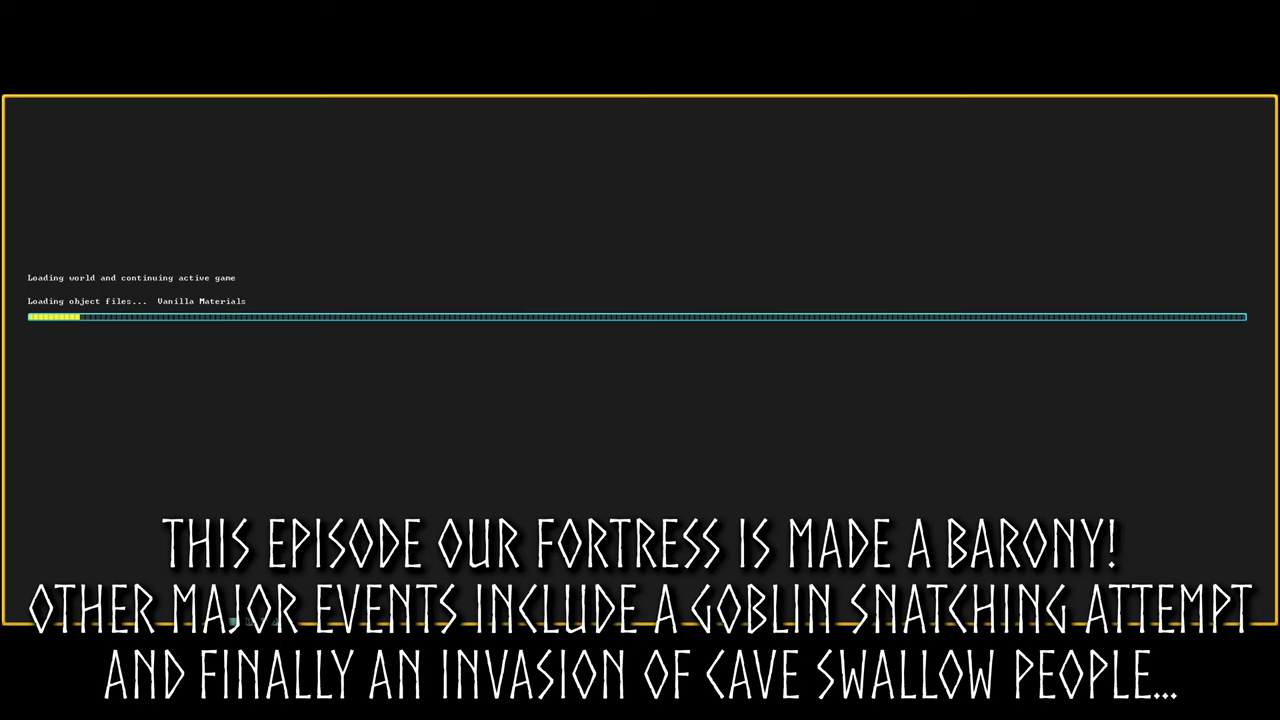 Loading world and continuing active game
Loading object files... Vanilla Materials
THIS EPISODE OUR FORTRESS IS MADE A BARONY!
OTHER MAJOR EVENTS INCLUDE A GOBLIN SNATCHING ATTEMPT
AND FINALLY AN INVASION OF CAVE SWALLOW PEOPLE...